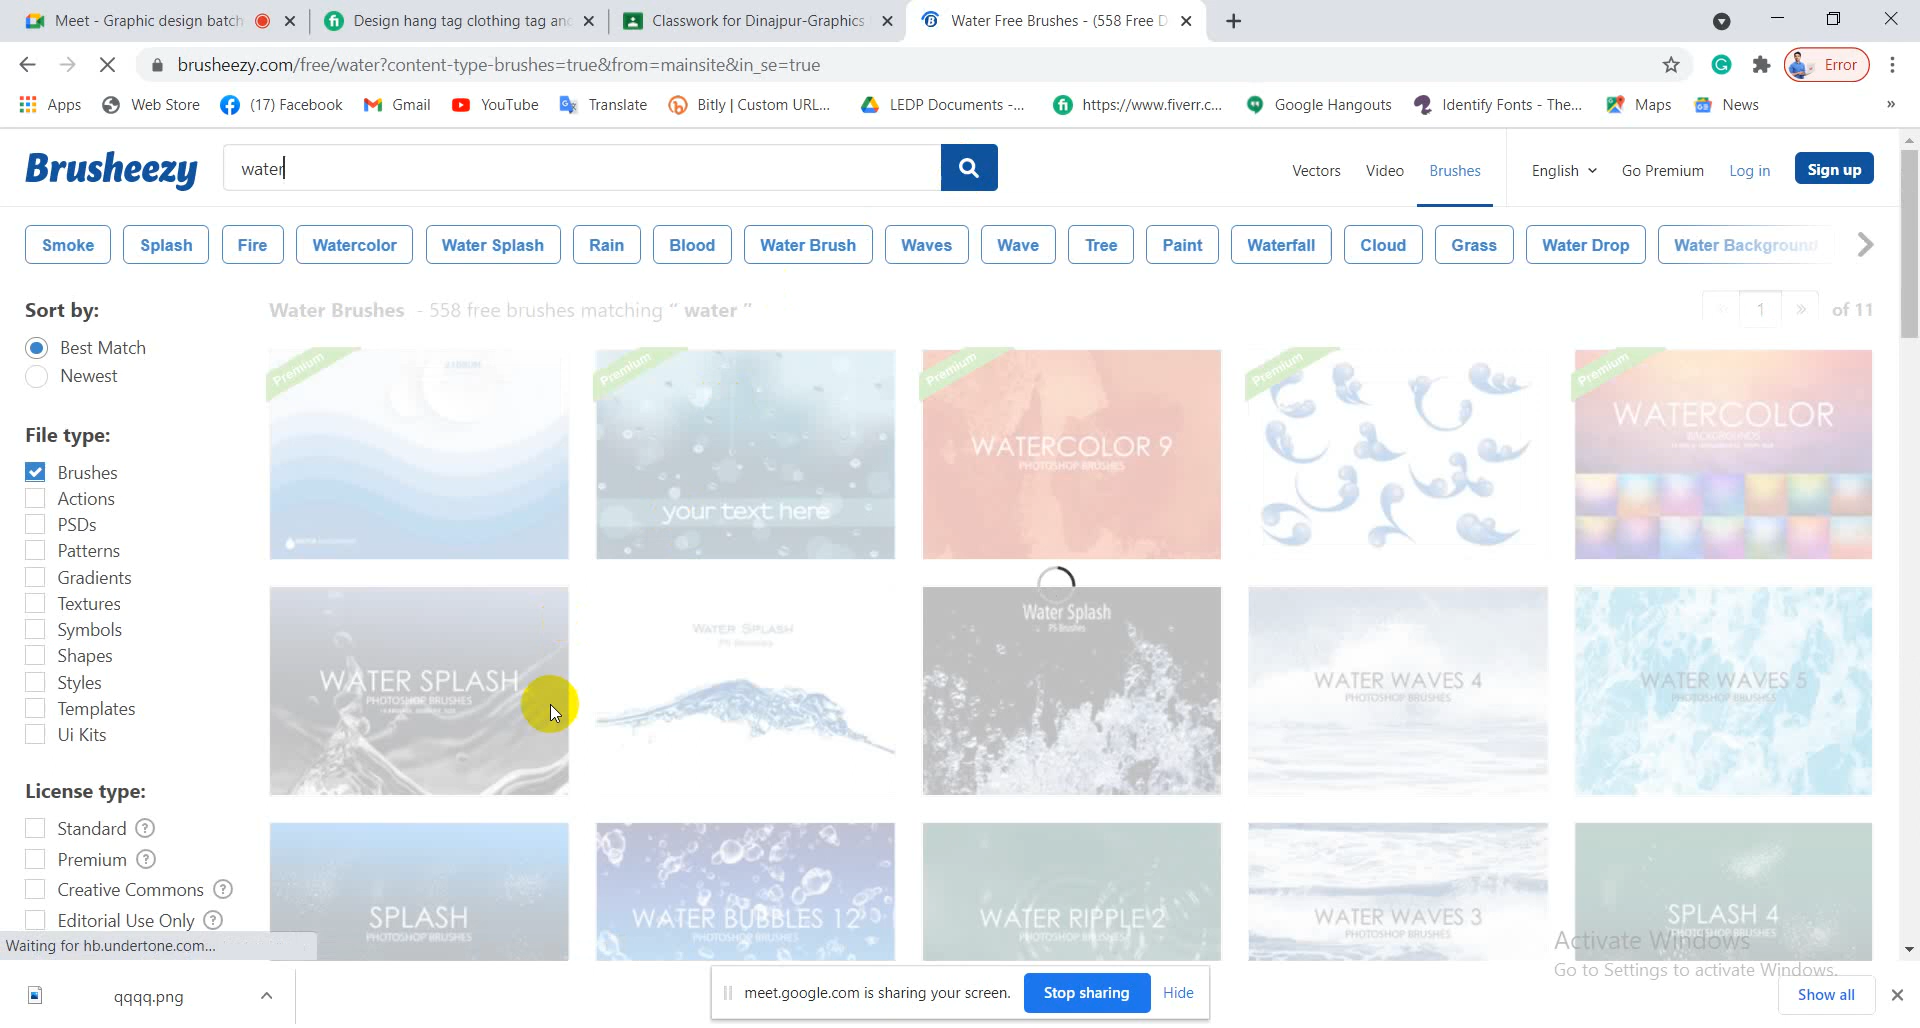 Meet - Graphic design batch
Design hang tag clothing tag and
Classwork for Dinajpur-Graphics
Water Free Brushes - (558 Free D
brusheezy.com/free/water?content-type-brushes=true&from=mainsite&in_se=true
Error
Apps
Web Store
(17) Facebook
Gmail
YouTube
Translate
Bitly | Custom URL...
LEDP Documents -...
https://www.fiverr.c...
Google Hangouts
Identify Fonts - The...
Maps
News
»
Brusheezy
water
Vectors
Video
Brushes
English
Go Premium
Log in
Sign up
Smoke
Splash
Fire
Watercolor
Water Splash
Rain
Blood
Water Brush
Waves
Wave
Tree
Paint
Waterfall
Cloud
Grass
Water Drop
Water Background
Sort by:
Best Match
Newest
File type:
Brushes
Actions
PSDs
Patterns
Gradients
Textures
Symbols
Shapes
Styles
Templates
Ui Kits
License type:
Standard ?
Premium ?
Creative Commons ?
Editorial Use Only ?
Water Brushes - 558 free brushes matching “ water ”
« 1 » of 11
Premium
Premium
your text here
Premium
WATERCOLOR 9
PHOTOSHOP BRUSHES
Premium
Premium
WATERCOLOR
BACKGROUNDS
WATER SPLASH
PHOTOSHOP BRUSHES
WATER SPLASH
PS Brushes
Water Splash
PS Brushes
WATER WAVES 4
PHOTOSHOP BRUSHES
WATER WAVES 5
PHOTOSHOP BRUSHES
SPLASH
PHOTOSHOP BRUSHES
WATER BUBBLES 12
PHOTOSHOP BRUSHES
WATER RIPPLE 2
PHOTOSHOP BRUSHES
WATER WAVES 3
PHOTOSHOP BRUSHES
SPLASH 4
PHOTOSHOP BRUSHES
Activate Windows
Go to Settings to activate Windows.
Waiting for hb.undertone.com...
qqqq.png
meet.google.com is sharing your screen.
Stop sharing
Hide
Show all